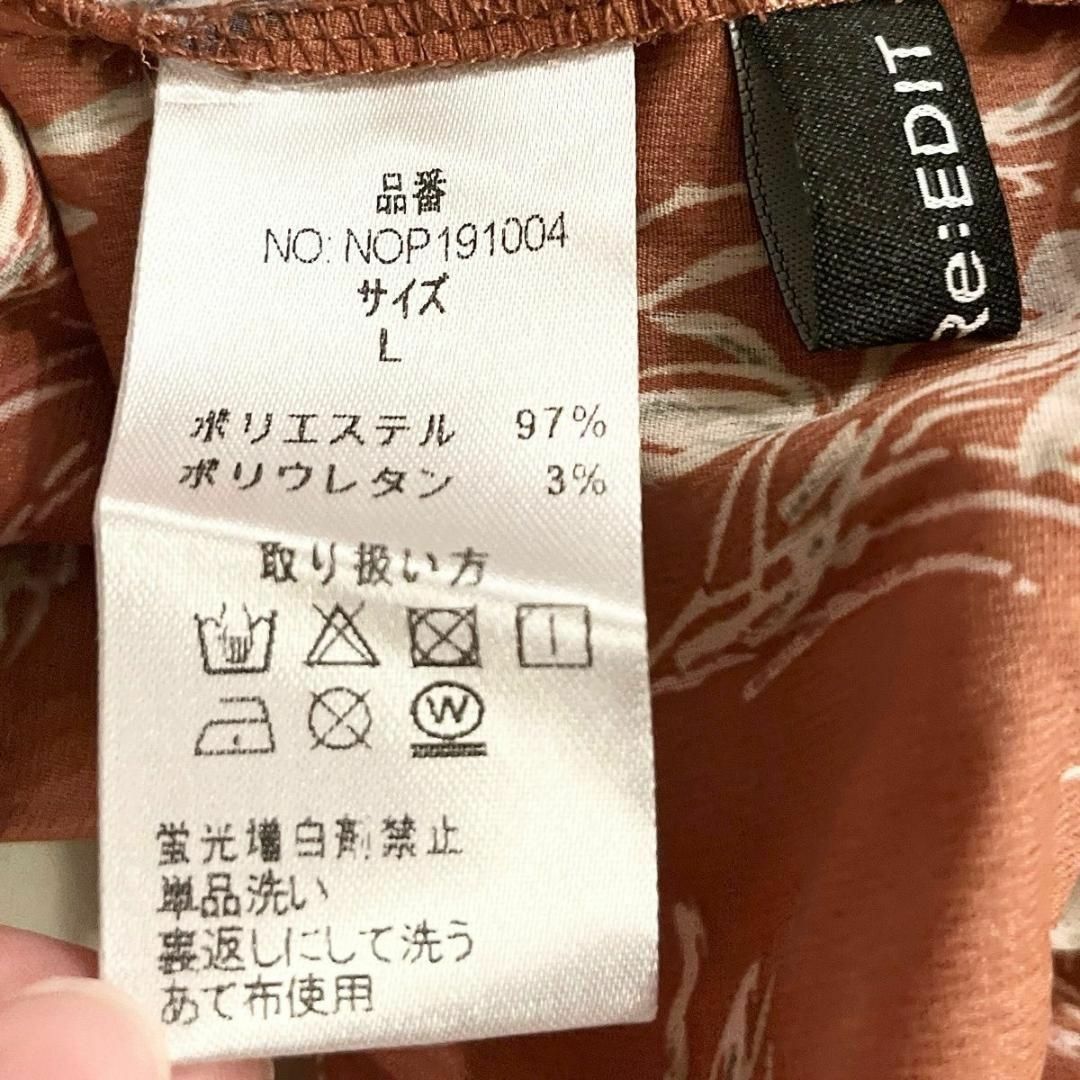 品番
NO: NOP191004
サイズ
L
ポリエステル 97%
ポリウレタン 3%
取り扱い方
W
蛍光増白剤禁止
単品洗い
裏返しにして洗う
あて布使用
Re:EDIT